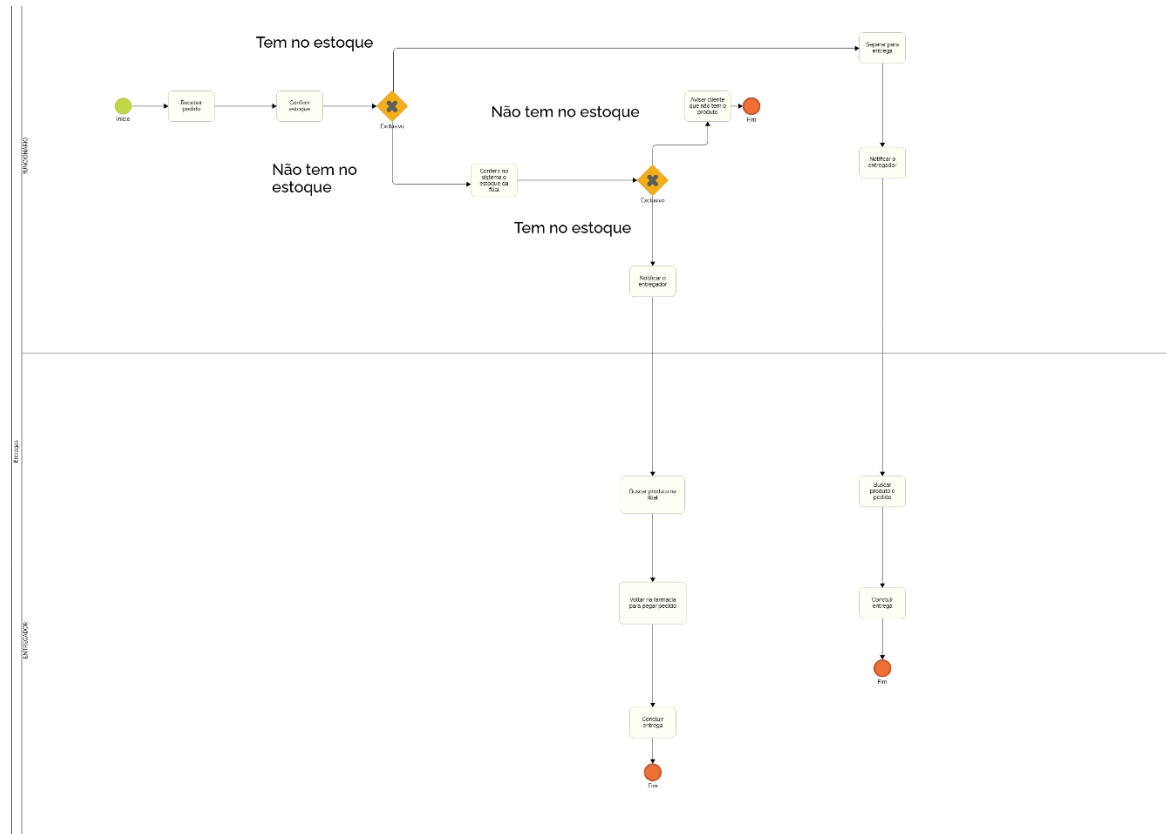 Tem no estoque
Separar para
entrega
Início
Receber
pedido
Conferir
estoque
Exclusivo
Não tem no estoque
Avisar cliente
que não tem o
produto
Fim
FUNCIONÁRIO
Não tem no
estoque
Conferir no
sistema o
estoque da
filial
Exclusivo
Notificar o
entregador
Tem no estoque
Notificar o
entregador
Entregas
ENTREGADOR
Buscar produto na
filial
Buscar
produto e
pedido
Voltar na farmácia
para pegar pedido
Concluir
entrega
Fim
Concluir
entrega
Fim